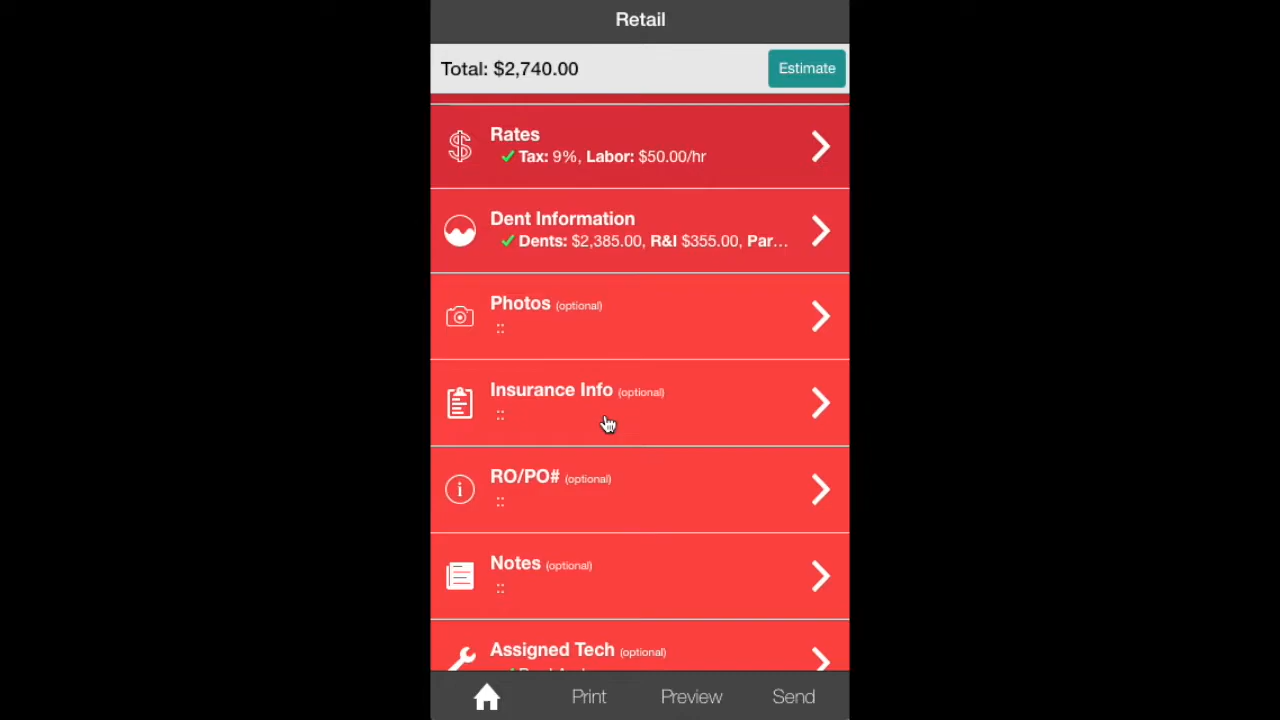 Retail
Total: $2,740.00
Estimate
Rates
Tax: 9%, Labor: $50.00/hr
Dent Information
Dents: $2,385.00, R&I $355.00, Par...
Photos (optional)
::
Insurance Info (optional)
::
RO/PO# (optional)
::
Notes (optional)
::
Assigned Tech (optional)
Print Preview Send